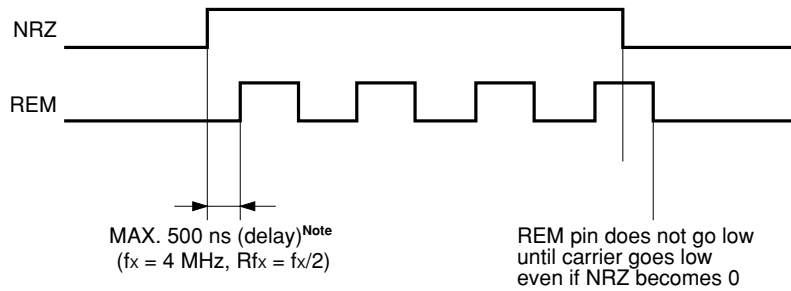 NRZ
REM
MAX. 500 ns (delay)Note
(fx = 4 MHz, Rfx = fx/2)
REM pin does not go low
until carrier goes low
even if NRZ becomes 0